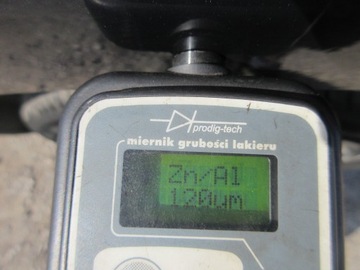 prodig-tech
miernik grubości lakieru
Zn/Al
120um